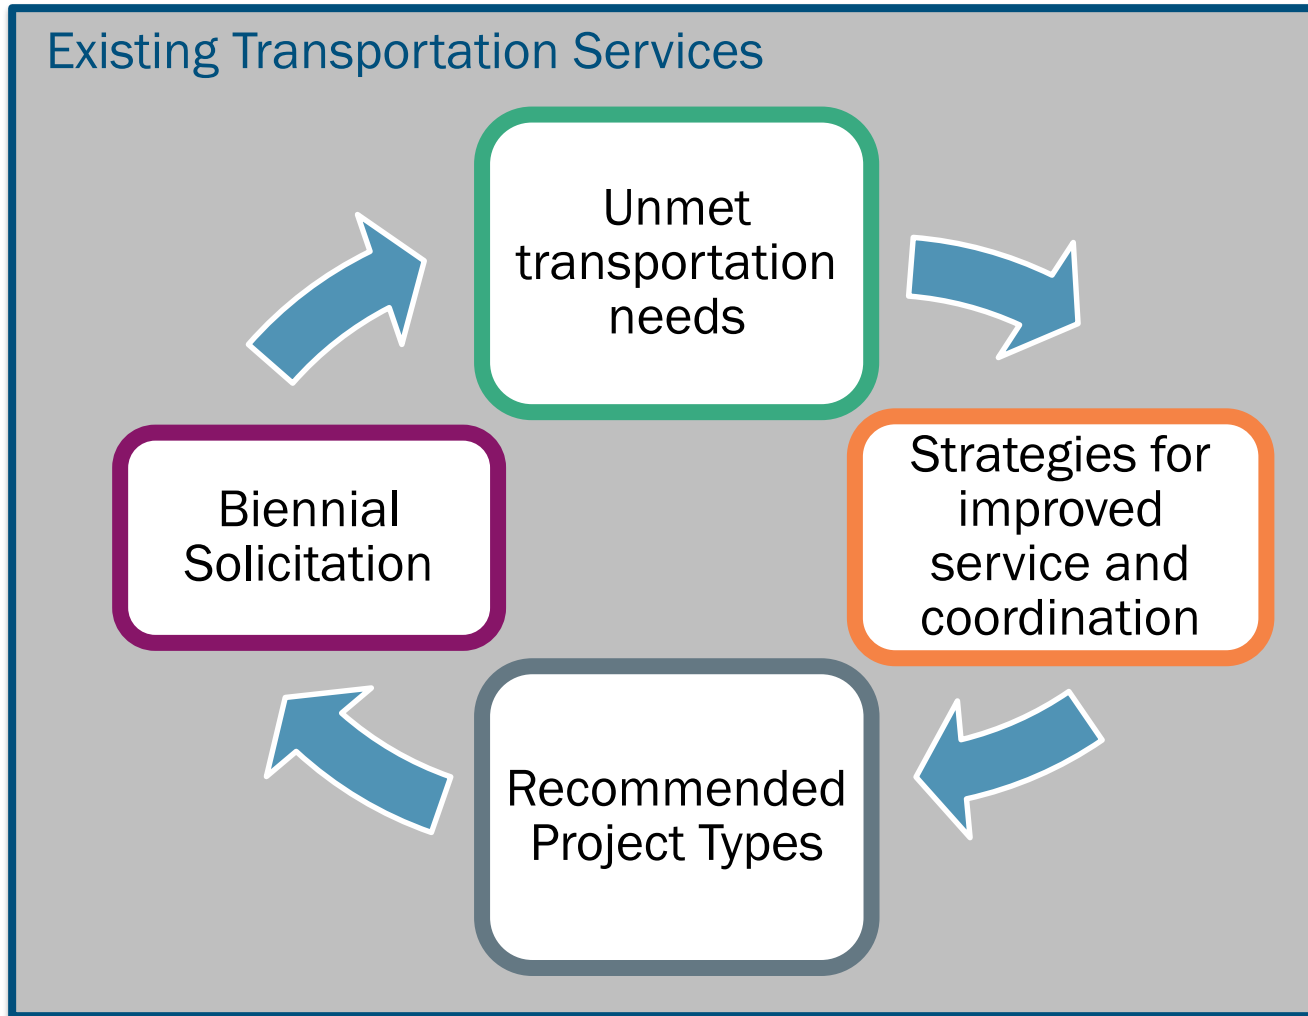 Existing Transportation Services
Unmet
transportation
needs
Strategies for
improved
service and
coordination
Recommended
Project Types
Biennial
Solicitation